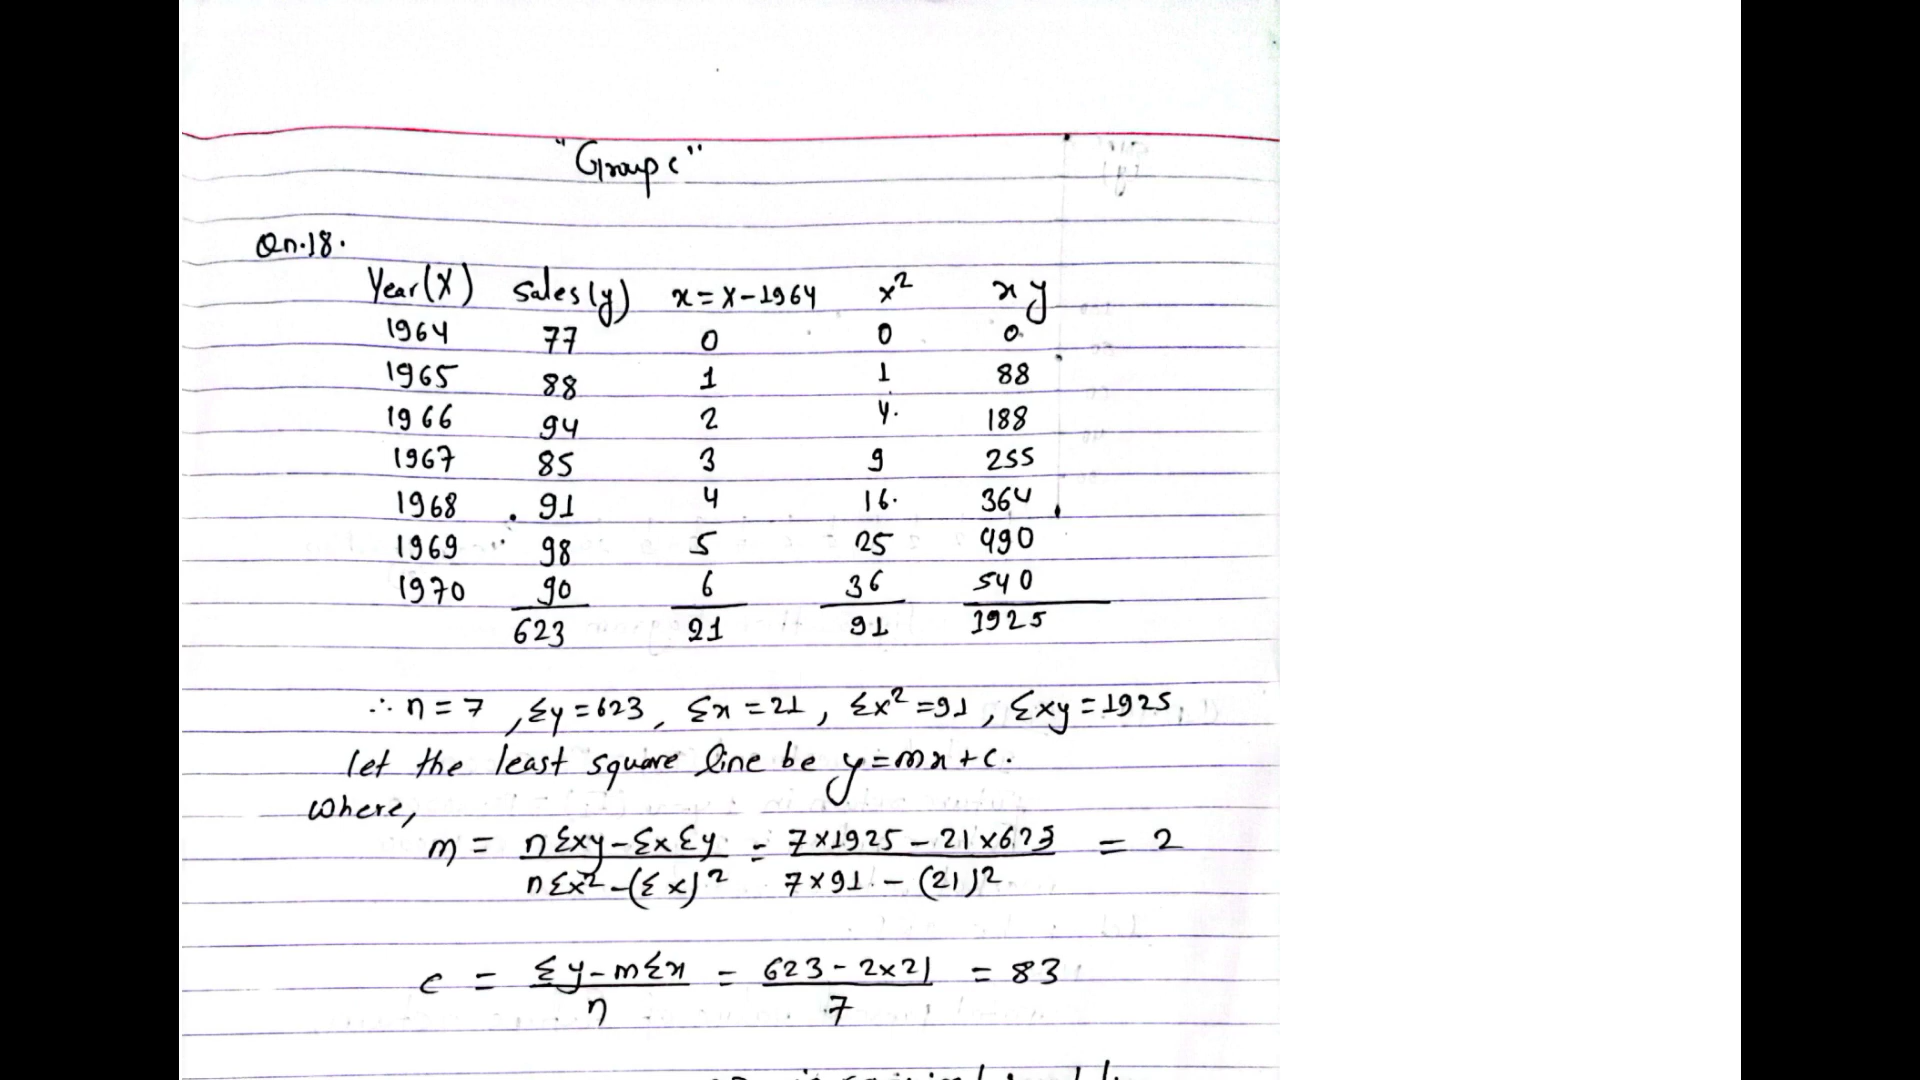 "Group c"
Qn.18.
Year(X) sales(y) x=X-1964 x² xy
1964 77 0 0 0
1965 88 1 1 88
1966 94 2 4. 188
1967 85 3 9 255
1968 91 4 16. 364
1969 98 5 25 490
1970 90 6 36 540
623 21 91 1925
∴ n=7, Σy=623, Σx=21, Σx²=91, Σxy=1925
let the least square line be y=mx+c.
where,
m = nΣxy-ΣxΣy / nΣx²-(Σx)² = 7×1925-21×623 / 7×91-(21)² = 2
c = Σy-mΣx / n = 623-2×21 / 7 = 83